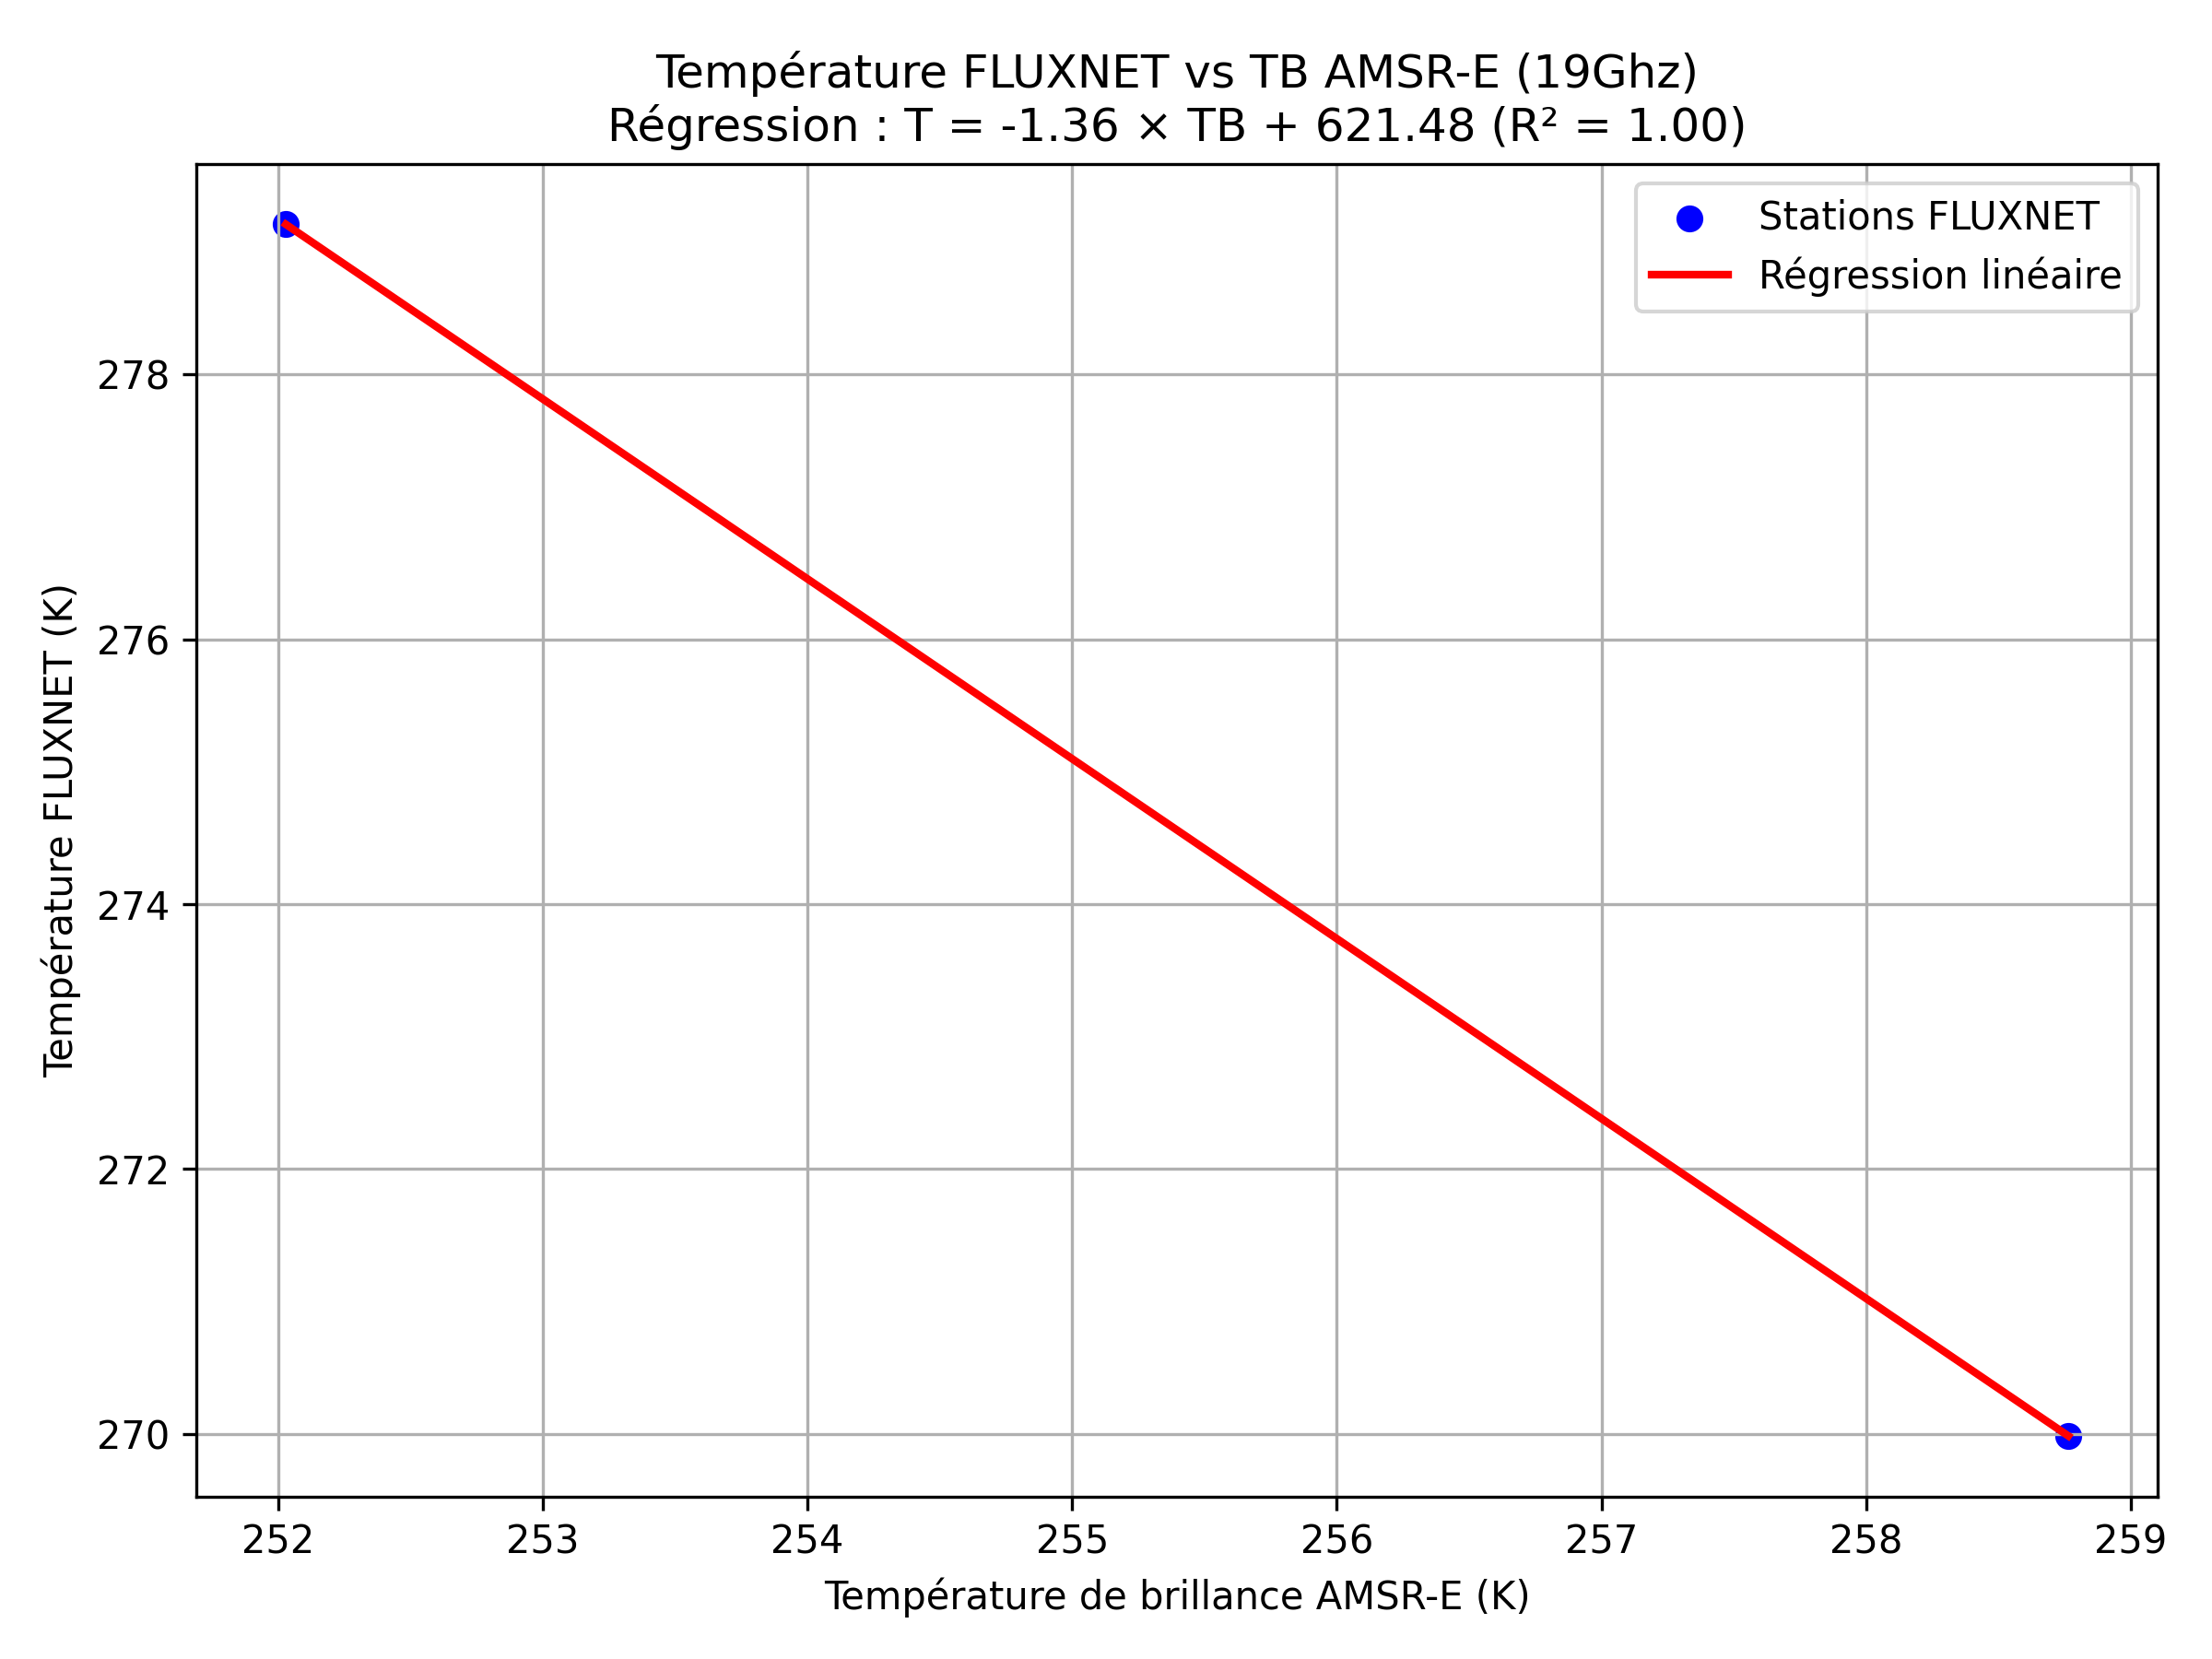 Température FLUXNET vs TB AMSR-E (19Ghz)
Régression : T = -1.36 × TB + 621.48 (R² = 1.00)
Stations FLUXNET
Régression linéaire
278
276
274
272
270
Température FLUXNET (K)
252 253 254 255 256 257 258 259
Température de brillance AMSR-E (K)